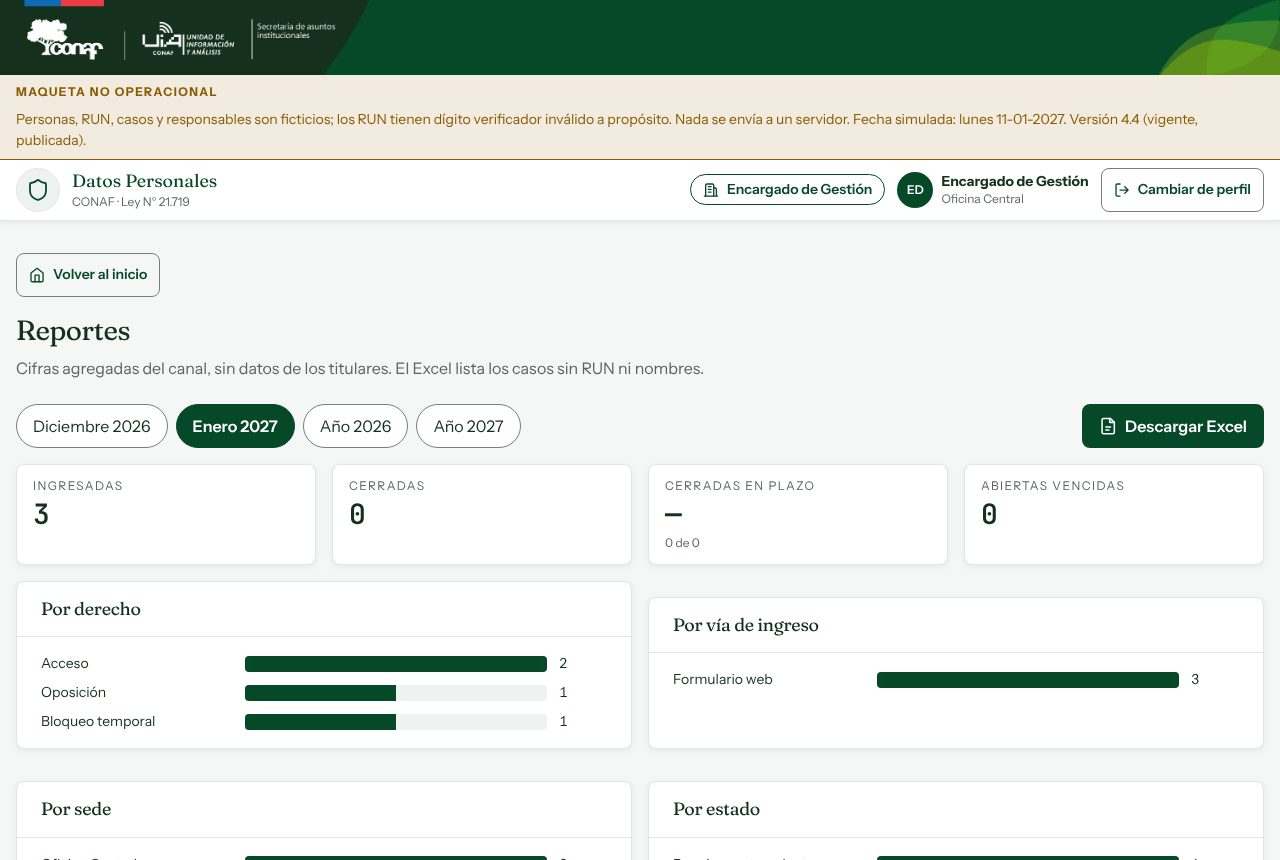 conaf
UIA
CONAF
UNIDAD DE
INFORMACIÓN
Y ANÁLISIS
Secretaría de asuntos
institucionales
MAQUETA NO OPERACIONAL
Personas, RUN, casos y responsables son ficticios; los RUN tienen dígito verificador inválido a propósito. Nada se envía a un servidor. Fecha simulada: lunes 11-01-2027. Versión 4.4 (vigente,
publicada).
Datos Personales
CONAF · Ley N° 21.719
Encargado de Gestión
ED
Encargado de Gestión
Oficina Central
Cambiar de perfil
Volver al inicio
Reportes
Cifras agregadas del canal, sin datos de los titulares. El Excel lista los casos sin RUN ni nombres.
Diciembre 2026
Enero 2027
Año 2026
Año 2027
Descargar Excel
INGRESADAS
3
CERRADAS
0
CERRADAS EN PLAZO
—
0 de 0
ABIERTAS VENCIDAS
0
Por derecho
Acceso 2
Oposición 1
Bloqueo temporal 1
Por vía de ingreso
Formulario web 3
Por sede
Por estado